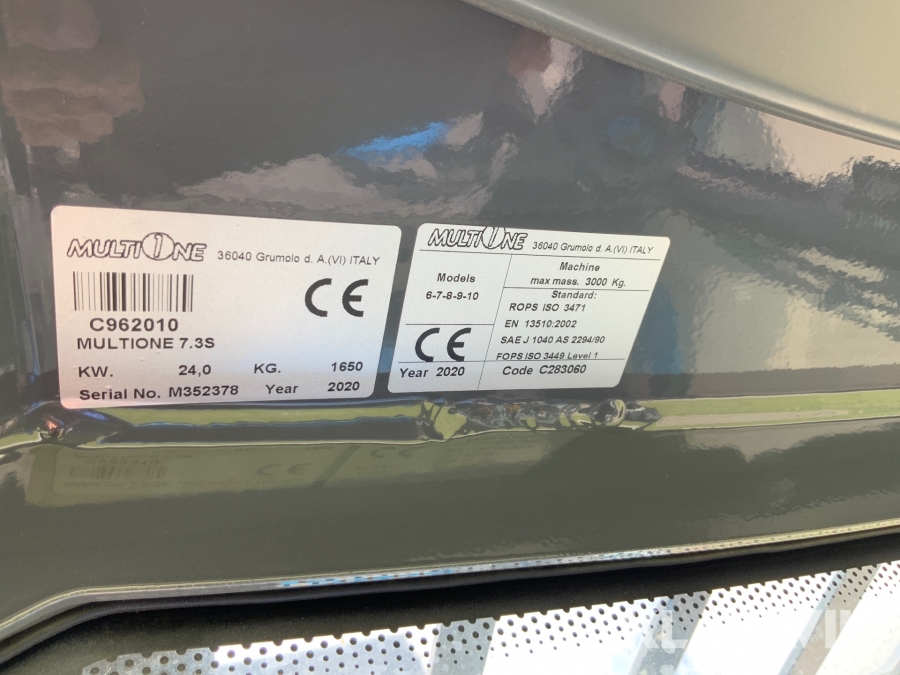 MULTIONE 36040 Grumolo d. A.(VI) ITALY
C962010
MULTIONE 7.3S
CE
KW. 24,0 KG. 1650
Serial No. M352378 Year 2020
MULTIONE 36040 Grumolo d. A.(VI) ITALY
Models
6-7-8-9-10
CE
Year 2020
Machine
max mass. 3000 Kg.
Standard:
ROPS ISO 3471
EN 13510:2002
SAE J 1040 AS 2294/90
FOPS ISO 3449 Level 1
Code C283060